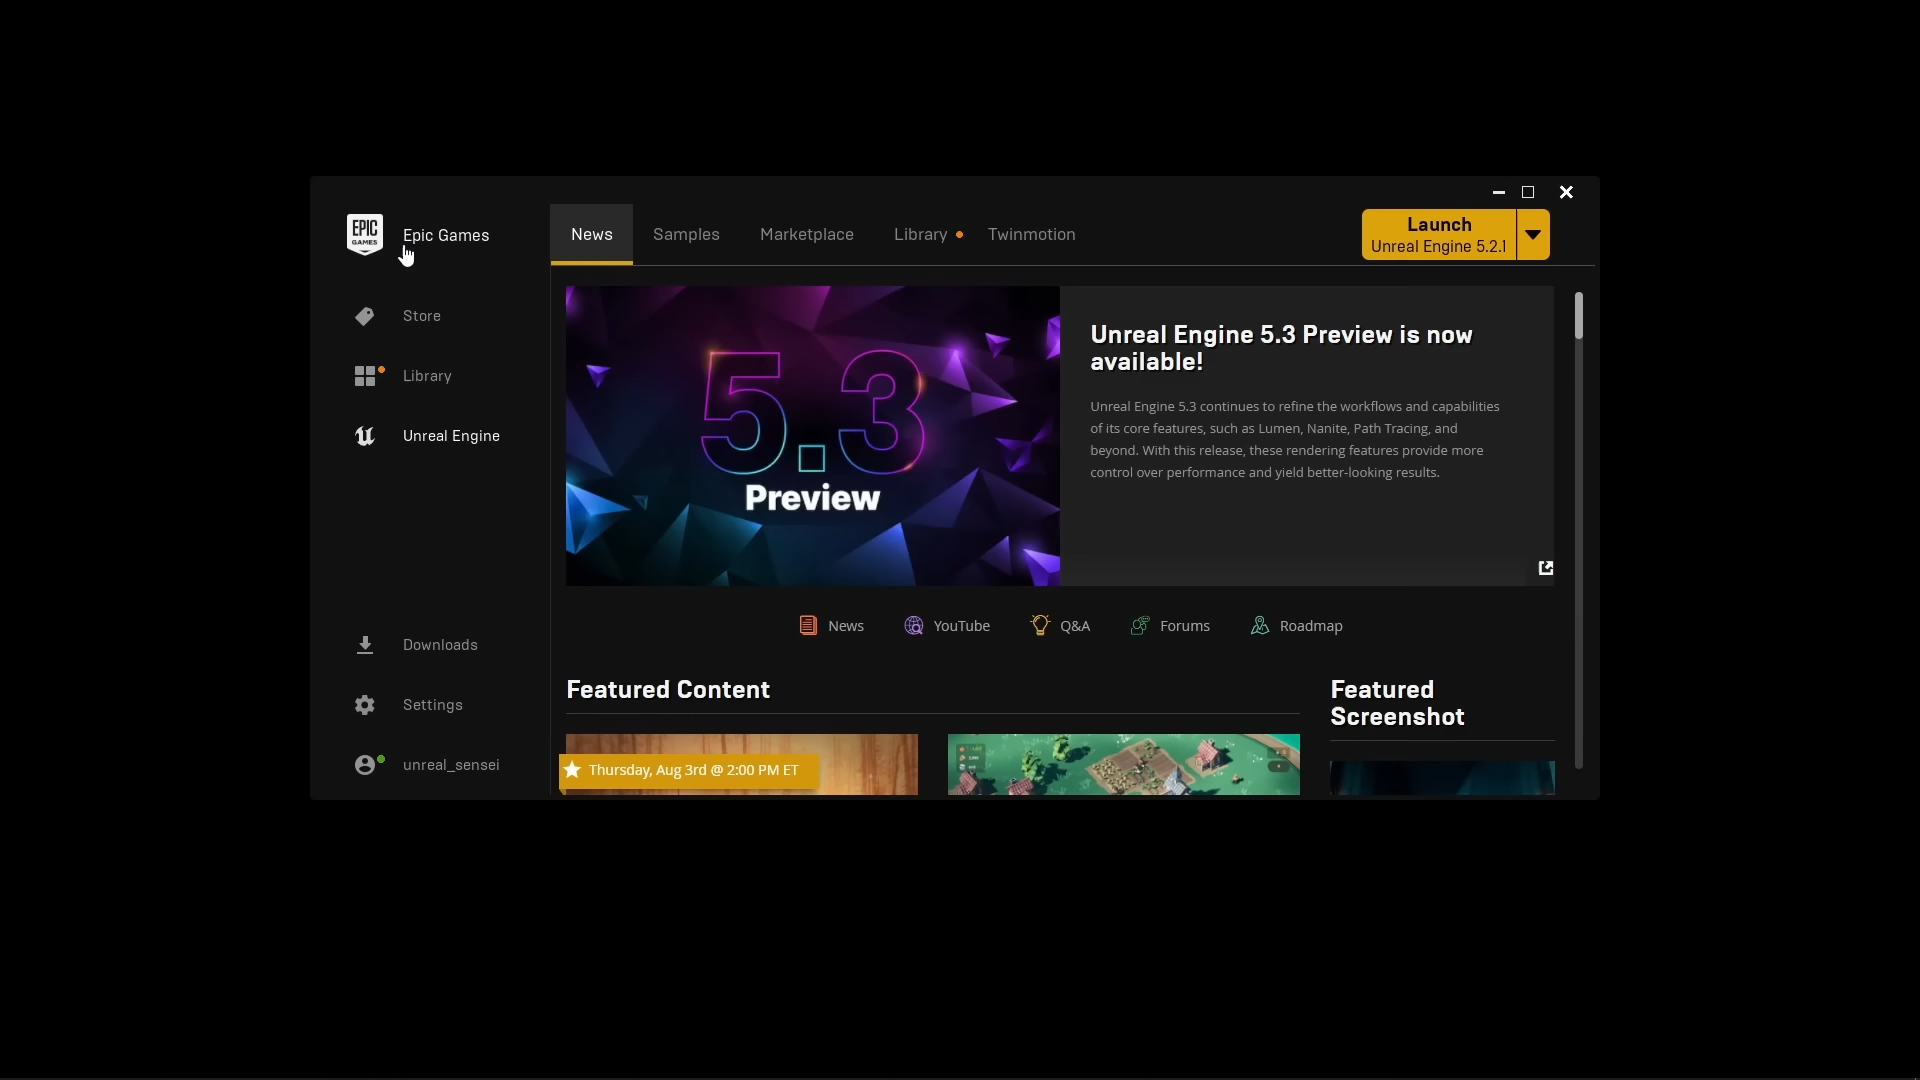 EPIC
GAMES
Epic Games
Store
Library
Unreal Engine
Downloads
Settings
unreal_sensei
News
Samples
Marketplace
Library
Twinmotion
Launch
Unreal Engine 5.2.1
5.3
Preview
Unreal Engine 5.3 Preview is now
available!
Unreal Engine 5.3 continues to refine the workflows and capabilities
of its core features, such as Lumen, Nanite, Path Tracing, and
beyond. With this release, these rendering features provide more
control over performance and yield better-looking results.
News
YouTube
Q&A
Forums
Roadmap
Featured Content
Thursday, Aug 3rd @ 2:00 PM ET
Featured
Screenshot